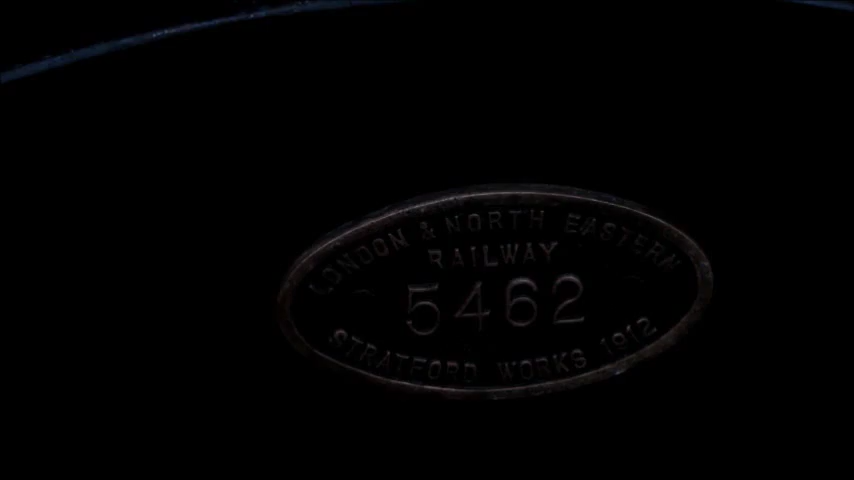 LONDON & NORTH EASTERN
RAILWAY
5462
STRATFORD WORKS 1912